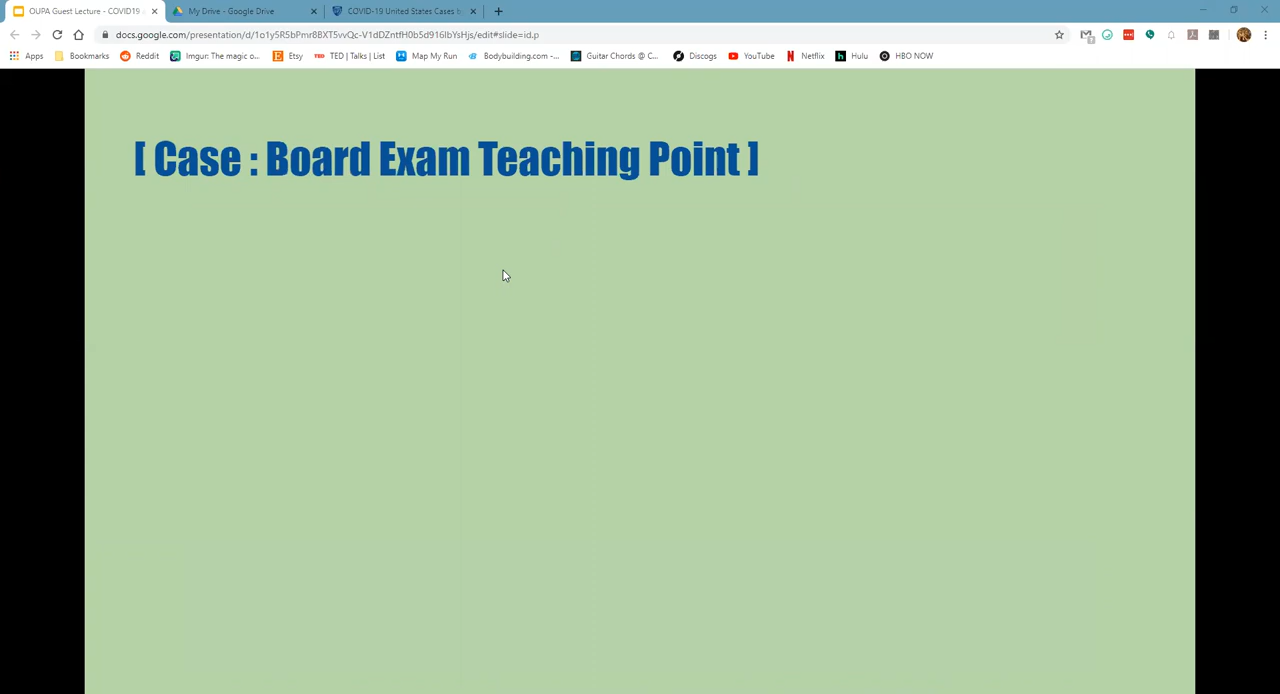 OUPA Guest Lecture - COVID19
My Drive - Google Drive
COVID-19 United States Cases b
docs.google.com/presentation/d/1o1y5R5bPmr8BXT5vvQc-V1dDZntfH0b5d916IbYsHjs/edit#slide=id.p
Apps Bookmarks Reddit Imgur: The magic o... Etsy TED | Talks | List Map My Run Bodybuilding.com -... Guitar Chords @ C... Discogs YouTube Netflix Hulu HBO NOW
[ Case : Board Exam Teaching Point ]